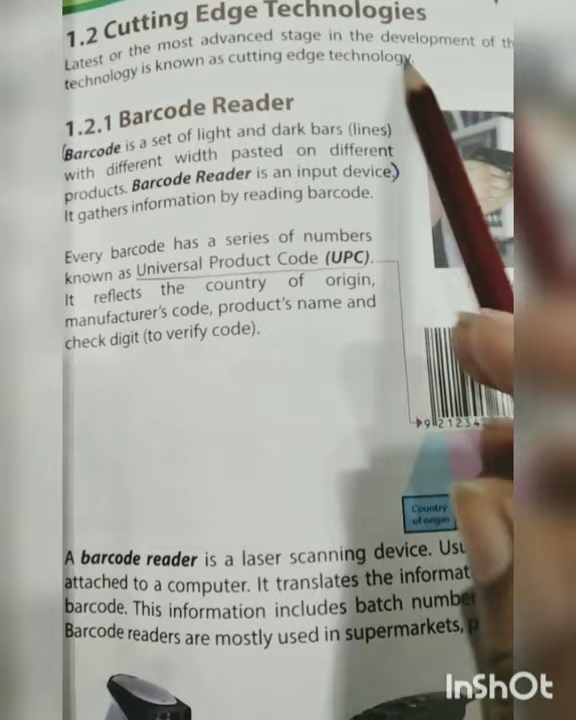 1.2 Cutting Edge Technologies
Latest or the most advanced stage in the development of
technology is known as cutting edge technology.
1.2.1 Barcode Reader
Barcode is a set of light and dark bars (lines)
with different width pasted on different
products. Barcode Reader is an input device.
It gathers information by reading barcode.
Every barcode has a series of numbers
known as Universal Product Code (UPC).
It reflects the country of origin,
manufacturer's code, product's name and
check digit (to verify code).
9 21234
Country
of origin
A barcode reader is a laser scanning device.
attached to a computer. It translates the
barcode. This information includes batch number
Barcode readers are mostly used in supermarkets,
InShOt